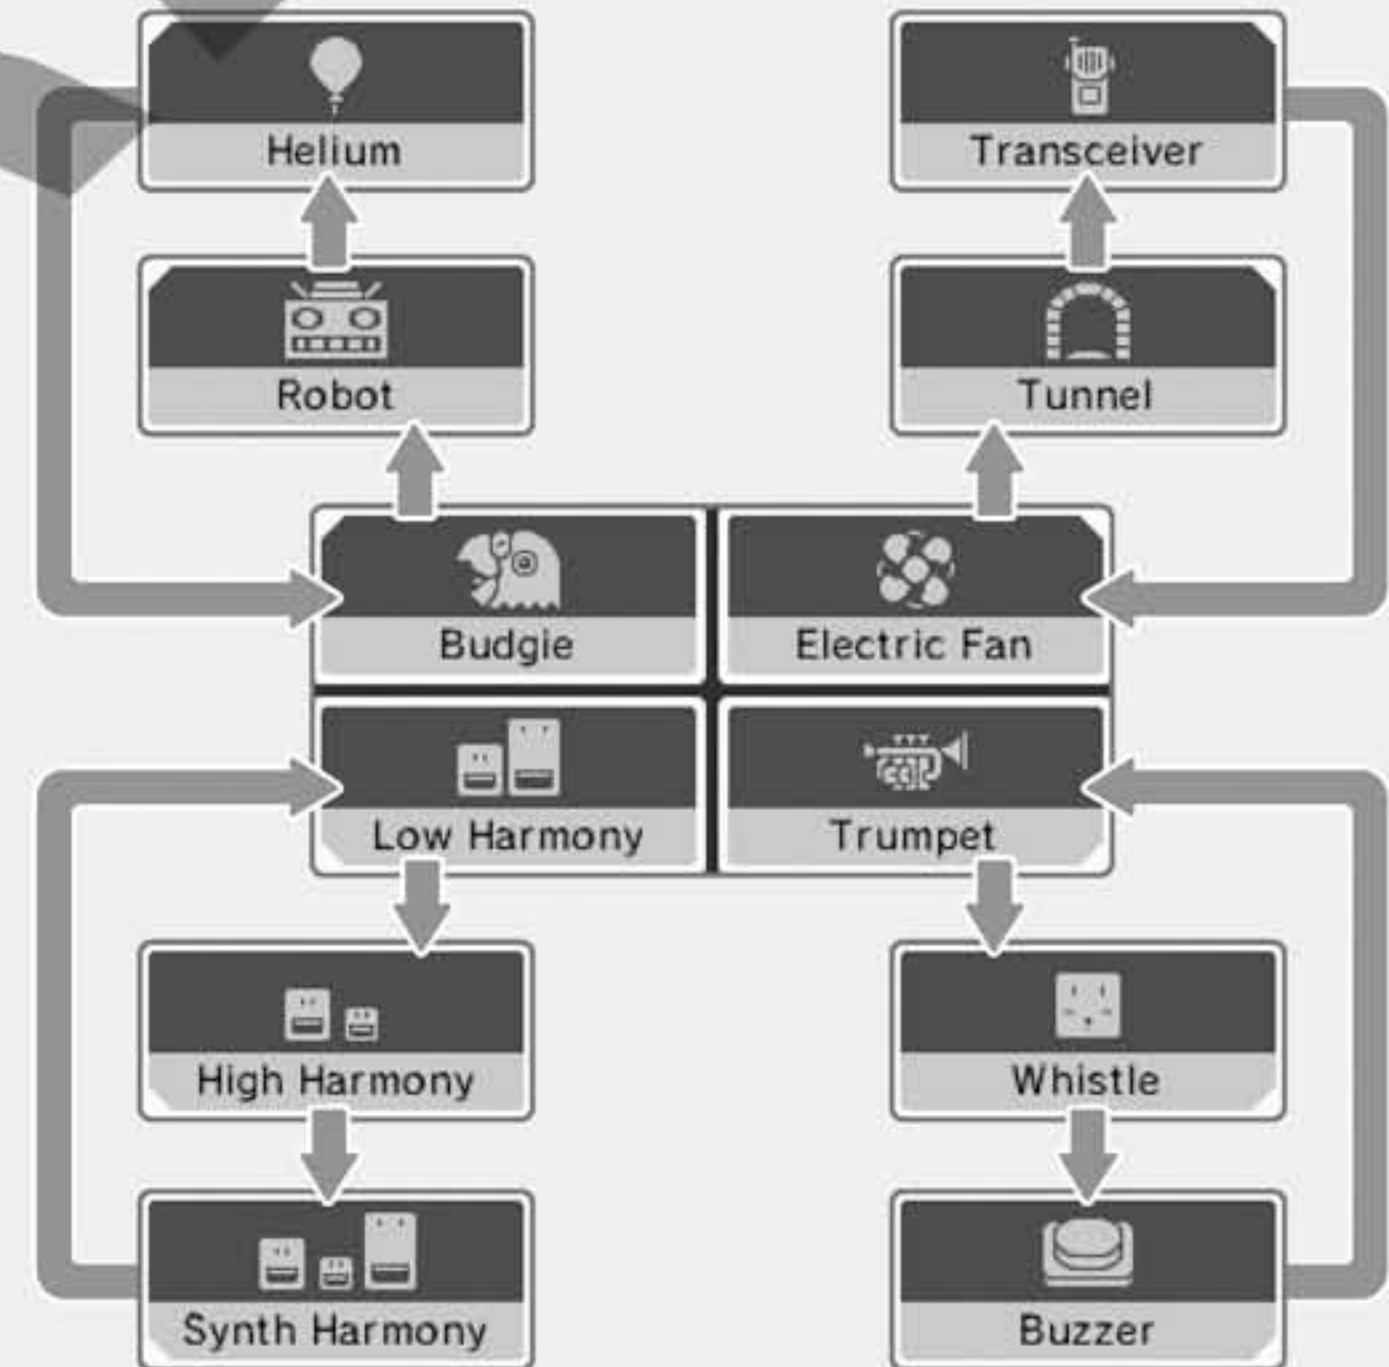 Helium
Transceiver
Robot
Tunnel
Budgie
Electric Fan
Low Harmony
Trumpet
High Harmony
Whistle
Synth Harmony
Buzzer